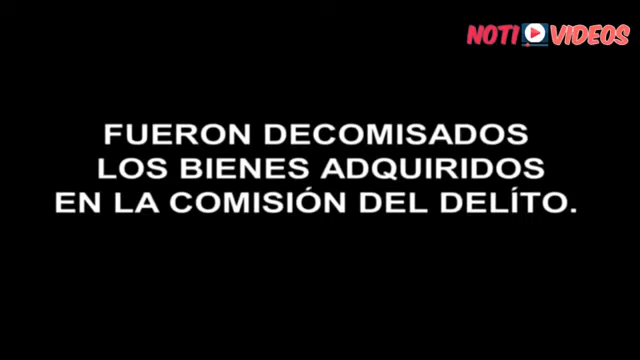 NOTI VIDEOS
FUERON DECOMISADOS
LOS BIENES ADQUIRIDOS
EN LA COMISIÓN DEL DELÍTO.